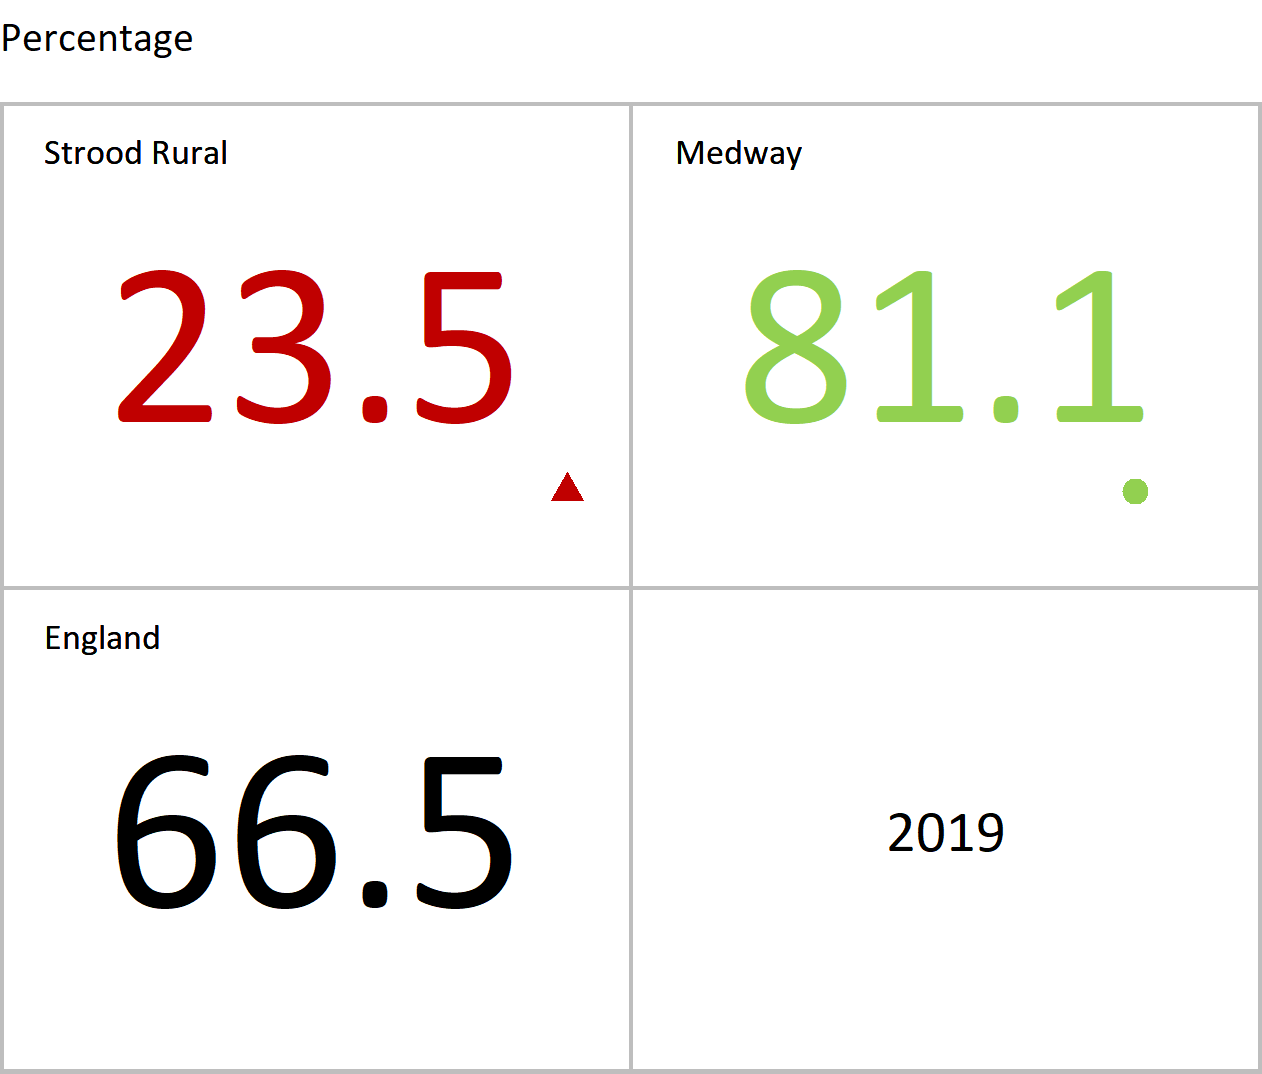 Percentage
Strood Rural
Medway
23.5
81.1
England
66.5
2019